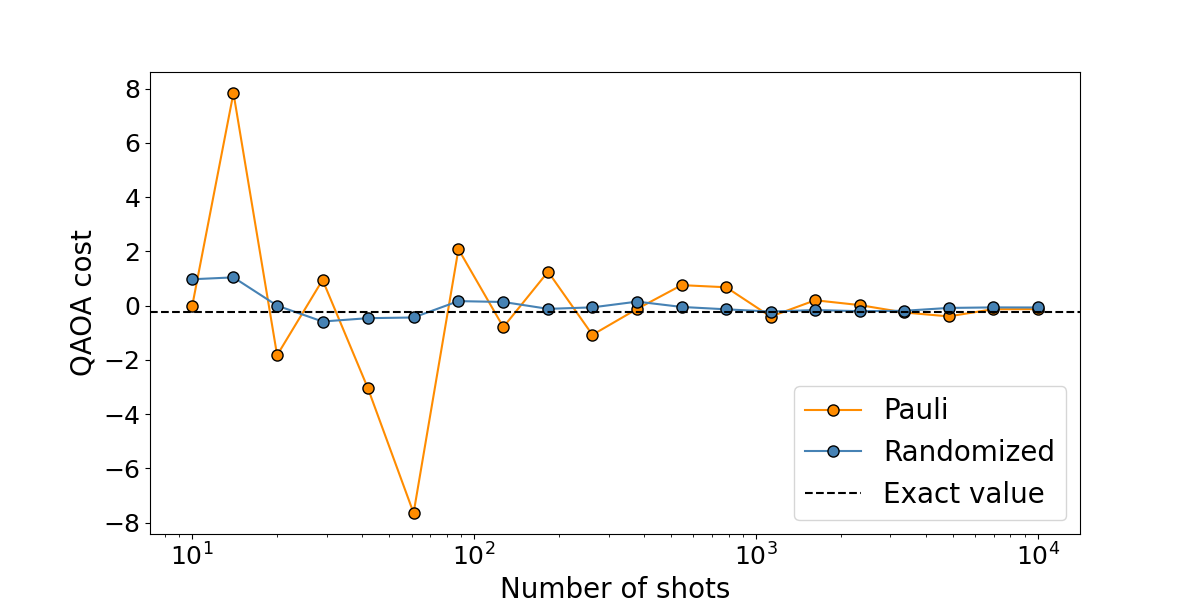 8
6
4
2
0
−2
−4
−6
−8
QAOA cost
10¹
10²
10³
10⁴
Number of shots
Pauli
Randomized
Exact value